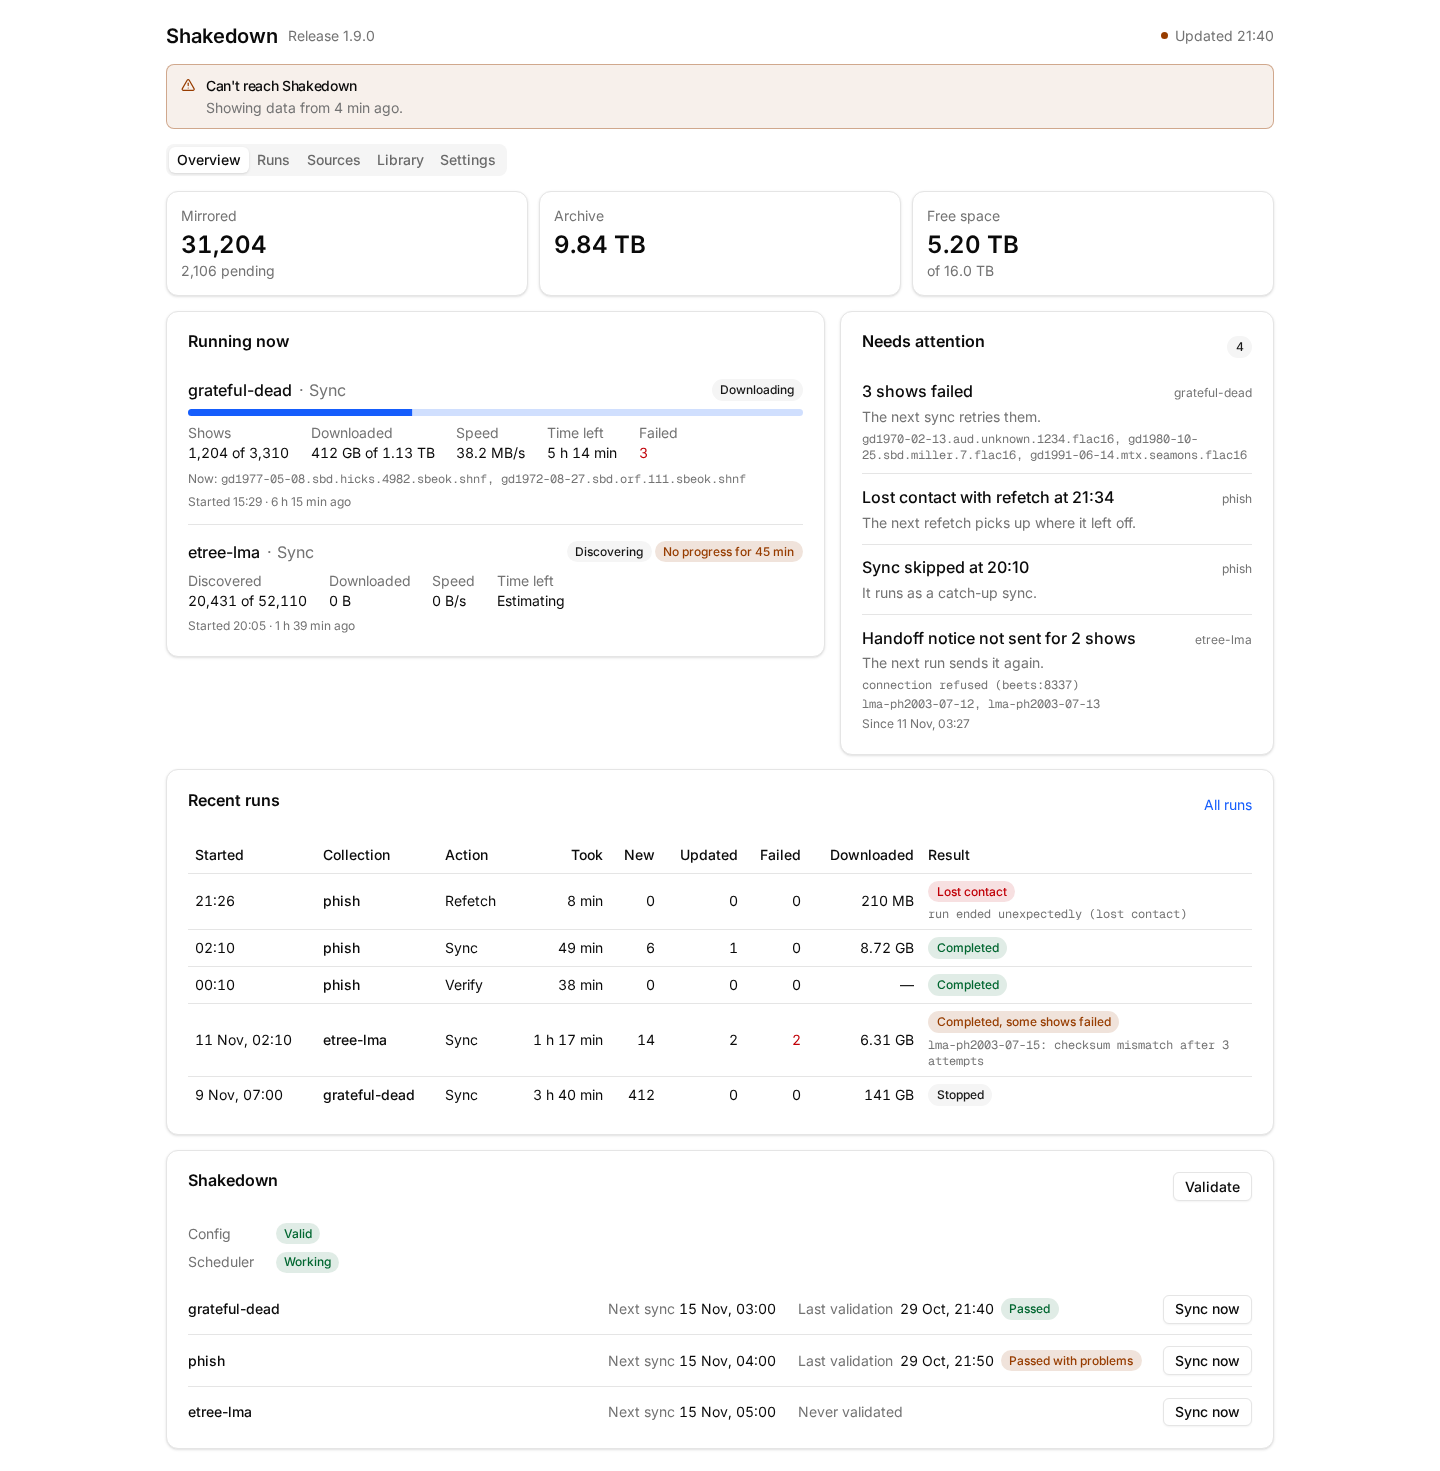 Shakedown Release 1.9.0
Updated 21:40
Can't reach Shakedown
Showing data from 4 min ago.
Overview Runs Sources Library Settings
Mirrored
31,204
2,106 pending
Archive
9.84 TB
Free space
5.20 TB
of 16.0 TB
Running now
grateful-dead · Sync Downloading
Shows Downloaded Speed Time left Failed
1,204 of 3,310 412 GB of 1.13 TB 38.2 MB/s 5 h 14 min 3
Now: gd1977-05-08.sbd.hicks.4982.sbeok.shnf, gd1972-08-27.sbd.orf.111.sbeok.shnf
Started 15:29 · 6 h 15 min ago
etree-lma · Sync Discovering No progress for 45 min
Discovered Downloaded Speed Time left
20,431 of 52,110 0 B 0 B/s Estimating
Started 20:05 · 1 h 39 min ago
Needs attention 4
3 shows failed grateful-dead
The next sync retries them.
gd1970-02-13.aud.unknown.1234.flac16, gd1980-10-
25.sbd.miller.7.flac16, gd1991-06-14.mtx.seamons.flac16
Lost contact with refetch at 21:34 phish
The next refetch picks up where it left off.
Sync skipped at 20:10 phish
It runs as a catch-up sync.
Handoff notice not sent for 2 shows etree-lma
The next run sends it again.
connection refused (beets:8337)
lma-ph2003-07-12, lma-ph2003-07-13
Since 11 Nov, 03:27
Recent runs All runs
Started Collection Action Took New Updated Failed Downloaded Result
21:26 phish Refetch 8 min 0 0 0 210 MB Lost contact
run ended unexpectedly (lost contact)
02:10 phish Sync 49 min 6 1 0 8.72 GB Completed
00:10 phish Verify 38 min 0 0 0 — Completed
11 Nov, 02:10 etree-lma Sync 1 h 17 min 14 2 2 6.31 GB Completed, some shows failed
lma-ph2003-07-15: checksum mismatch after 3
attempts
9 Nov, 07:00 grateful-dead Sync 3 h 40 min 412 0 0 141 GB Stopped
Shakedown Validate
Config Valid
Scheduler Working
grateful-dead Next sync 15 Nov, 03:00 Last validation 29 Oct, 21:40 Passed Sync now
phish Next sync 15 Nov, 04:00 Last validation 29 Oct, 21:50 Passed with problems Sync now
etree-lma Next sync 15 Nov, 05:00 Never validated Sync now